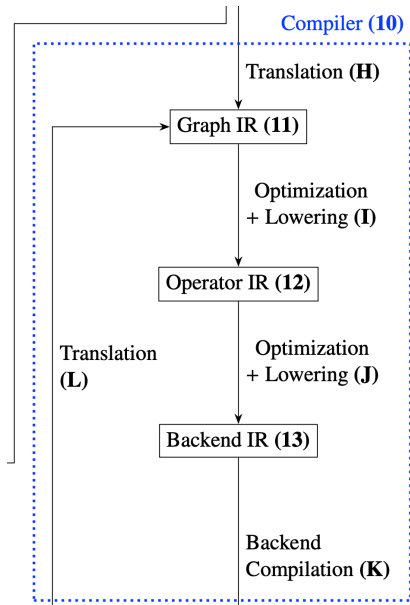 Compiler (10)
Translation (H)
Graph IR (11)
Optimization
+ Lowering (I)
Operator IR (12)
Translation
(L)
Optimization
+ Lowering (J)
Backend IR (13)
Backend
Compilation (K)